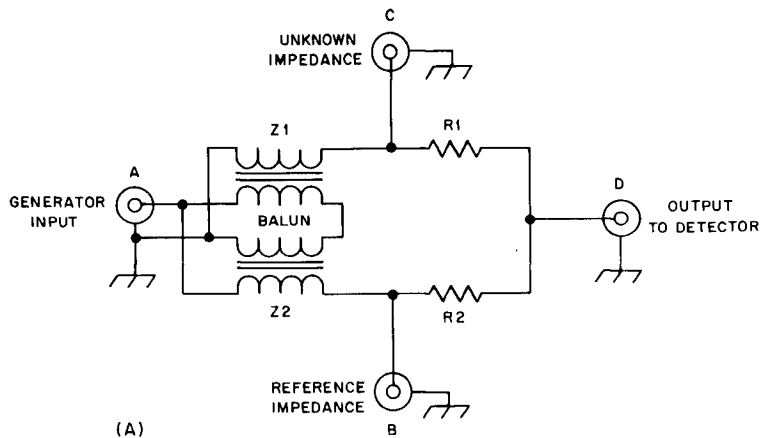 C
UNKNOWN
IMPEDANCE
Z1
R1
A
D
GENERATOR
INPUT
BALUN
OUTPUT
TO DETECTOR
Z2
R2
REFERENCE
IMPEDANCE
B
(A)